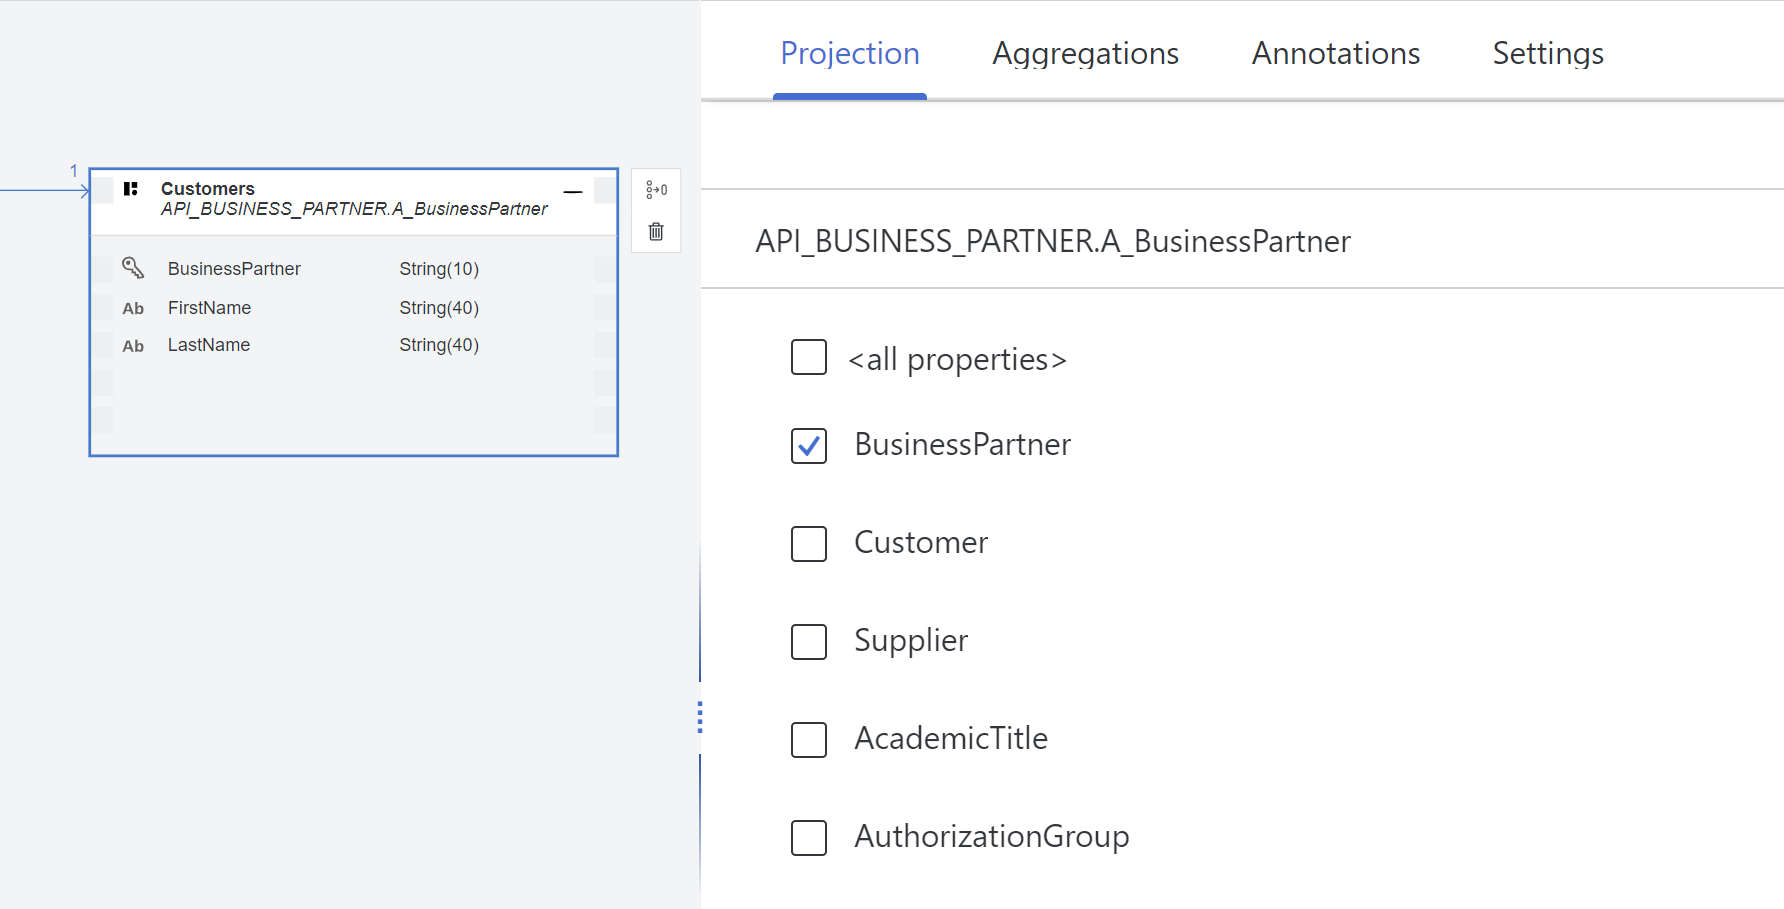 Projection Aggregations Annotations Settings
1
Customers
API_BUSINESS_PARTNER.A_BusinessPartner
BusinessPartner String(10)
Ab FirstName String(40)
Ab LastName String(40)
API_BUSINESS_PARTNER.A_BusinessPartner
<all properties>
BusinessPartner
Customer
Supplier
AcademicTitle
AuthorizationGroup